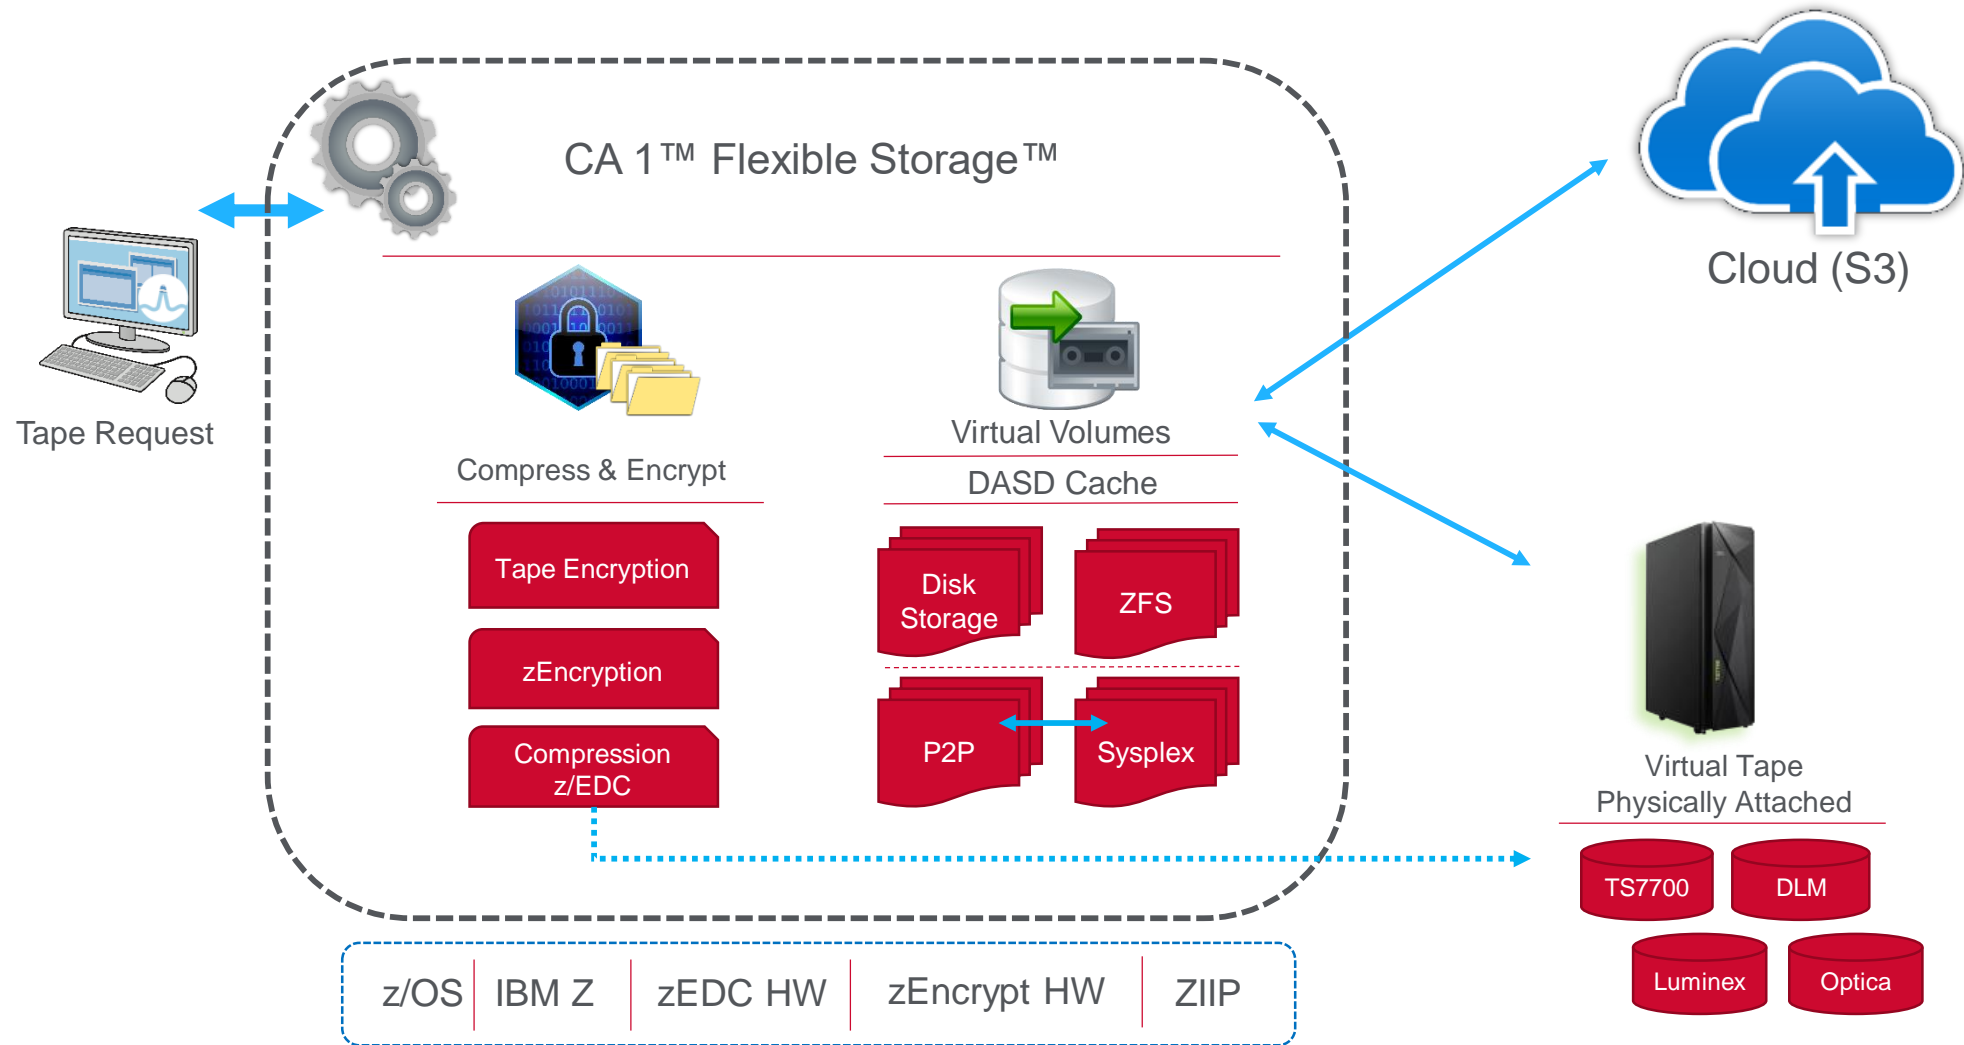 CA 1™ Flexible Storage™
Tape Request
Cloud (S3)
Compress & Encrypt
Tape Encryption
zEncryption
Compression
z/EDC
Virtual Volumes
DASD Cache
Disk
Storage
ZFS
P2P
Sysplex
Virtual Tape
Physically Attached
TS7700
DLM
Luminex
Optica
z/OS
IBM Z
zEDC HW
zEncrypt HW
ZIIP